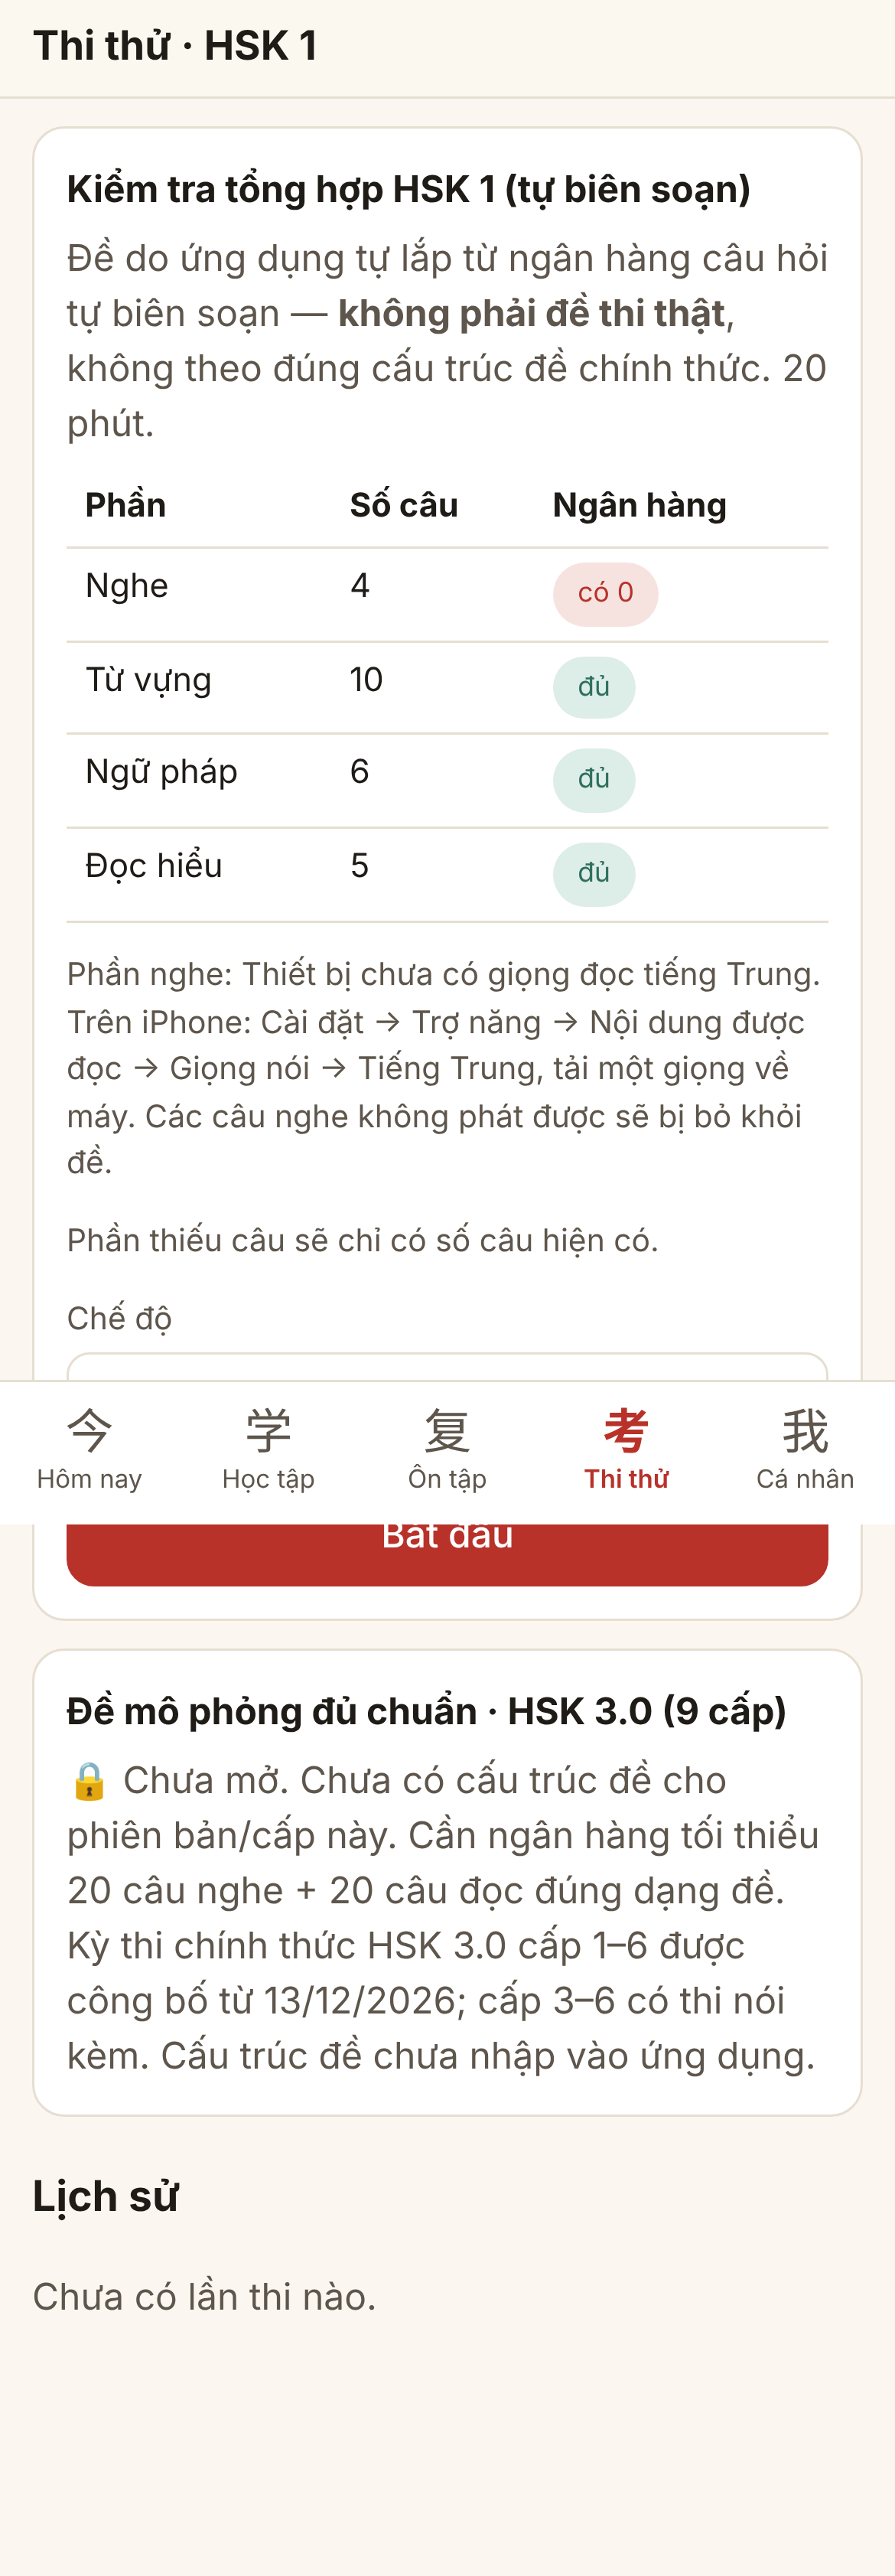 Thi thử · HSK 1
Kiểm tra tổng hợp HSK 1 (tự biên soạn)
Đề do ứng dụng tự lắp từ ngân hàng câu hỏi
tự biên soạn — không phải đề thi thật,
không theo đúng cấu trúc đề chính thức. 20
phút.
Phần Số câu Ngân hàng
Nghe 4 có 0
Từ vựng 10 đủ
Ngữ pháp 6 đủ
Đọc hiểu 5 đủ
Phần nghe: Thiết bị chưa có giọng đọc tiếng Trung.
Trên iPhone: Cài đặt → Trợ năng → Nội dung được
đọc → Giọng nói → Tiếng Trung, tải một giọng về
máy. Các câu nghe không phát được sẽ bị bỏ khỏi
đề.
Phần thiếu câu sẽ chỉ có số câu hiện có.
Chế độ
今 学 复 考 我
Hôm nay Học tập Ôn tập Thi thử Cá nhân
Bắt đầu
Đề mô phỏng đủ chuẩn · HSK 3.0 (9 cấp)
🔒 Chưa mở. Chưa có cấu trúc đề cho
phiên bản/cấp này. Cần ngân hàng tối thiểu
20 câu nghe + 20 câu đọc đúng dạng đề.
Kỳ thi chính thức HSK 3.0 cấp 1–6 được
công bố từ 13/12/2026; cấp 3–6 có thi nói
kèm. Cấu trúc đề chưa nhập vào ứng dụng.
Lịch sử
Chưa có lần thi nào.